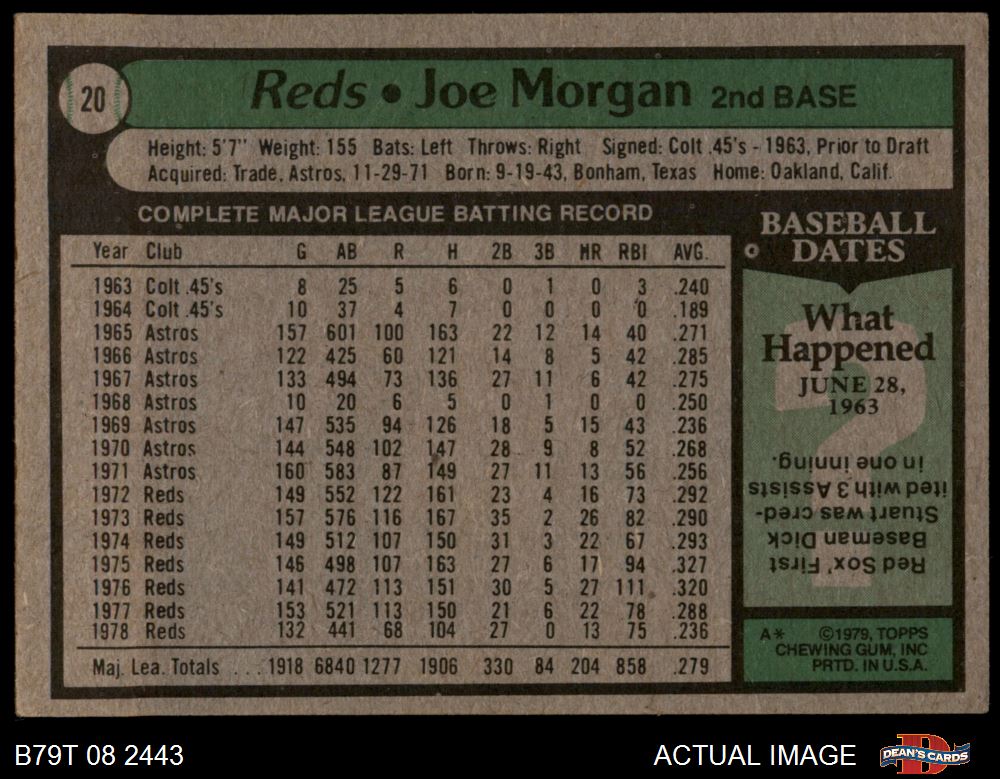 20
Reds • Joe Morgan 2nd BASE
Height: 5'7" Weight: 155 Bats: Left Throws: Right Signed: Colt .45's - 1963, Prior to Draft
Acquired: Trade, Astros, 11-29-71 Born: 9-19-43, Bonham, Texas Home: Oakland, Calif.
COMPLETE MAJOR LEAGUE BATTING RECORD
Year Club G AB R H 2B 3B HR RBI AVG.
1963 Colt .45's 8 25 5 6 0 1 0 3 .240
1964 Colt .45's 10 37 4 7 0 0 0 0 .189
1965 Astros 157 601 100 163 22 12 14 40 .271
1966 Astros 122 425 60 121 14 8 5 42 .285
1967 Astros 133 494 73 136 27 11 6 42 .275
1968 Astros 10 20 6 5 0 1 0 0 .250
1969 Astros 147 535 94 126 18 5 15 43 .236
1970 Astros 144 548 102 147 28 9 8 52 .268
1971 Astros 160 583 87 149 27 11 13 56 .256
1972 Reds 149 552 122 161 23 4 16 73 .292
1973 Reds 157 576 116 167 35 2 26 82 .290
1974 Reds 149 512 107 150 31 3 22 67 .293
1975 Reds 146 498 107 163 27 6 17 94 .327
1976 Reds 141 472 113 151 30 5 27 111 .320
1977 Reds 153 521 113 150 21 6 22 78 .288
1978 Reds 132 441 68 104 27 0 13 75 .236
Maj. Lea. Totals ... 1918 6840 1277 1906 330 84 204 858 .279
BASEBALL
DATES
What
Happened
JUNE 28,
1963
?
Red Sox' First
Baseman Dick
Stuart was cred-
ited with 3 Assists
in one inning.
A* ©1979, TOPPS
CHEWING GUM, INC
PRTD. IN U.S.A.
B79T 08 2443
ACTUAL IMAGE
D
DEAN'S CARDS